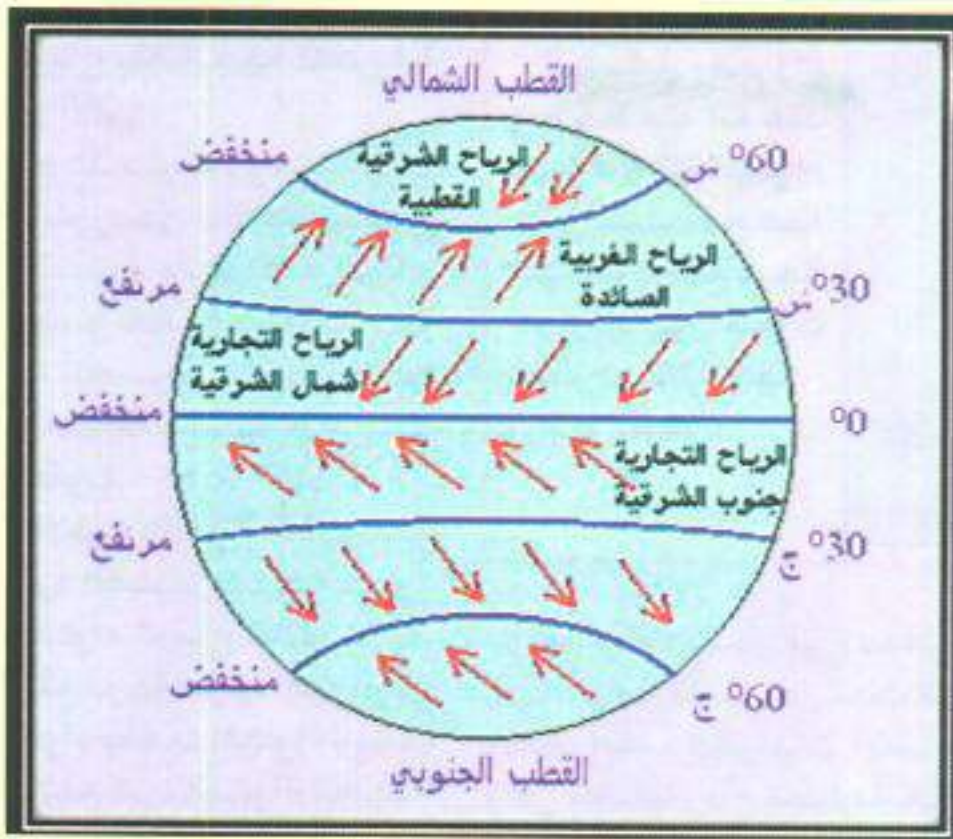 القطب الشمالي
منخفض
الرياح الشرقية
القطبية
60° ش
الرياح الغربية
الصائدة
مرتفع
30° ش
الرياح التجارية
شمال الشرقية
منخفض
0°
الرياح التجارية
جنوب الشرقية
مرتفع
30° ج
منخفض
60° ج
القطب الجنوبي